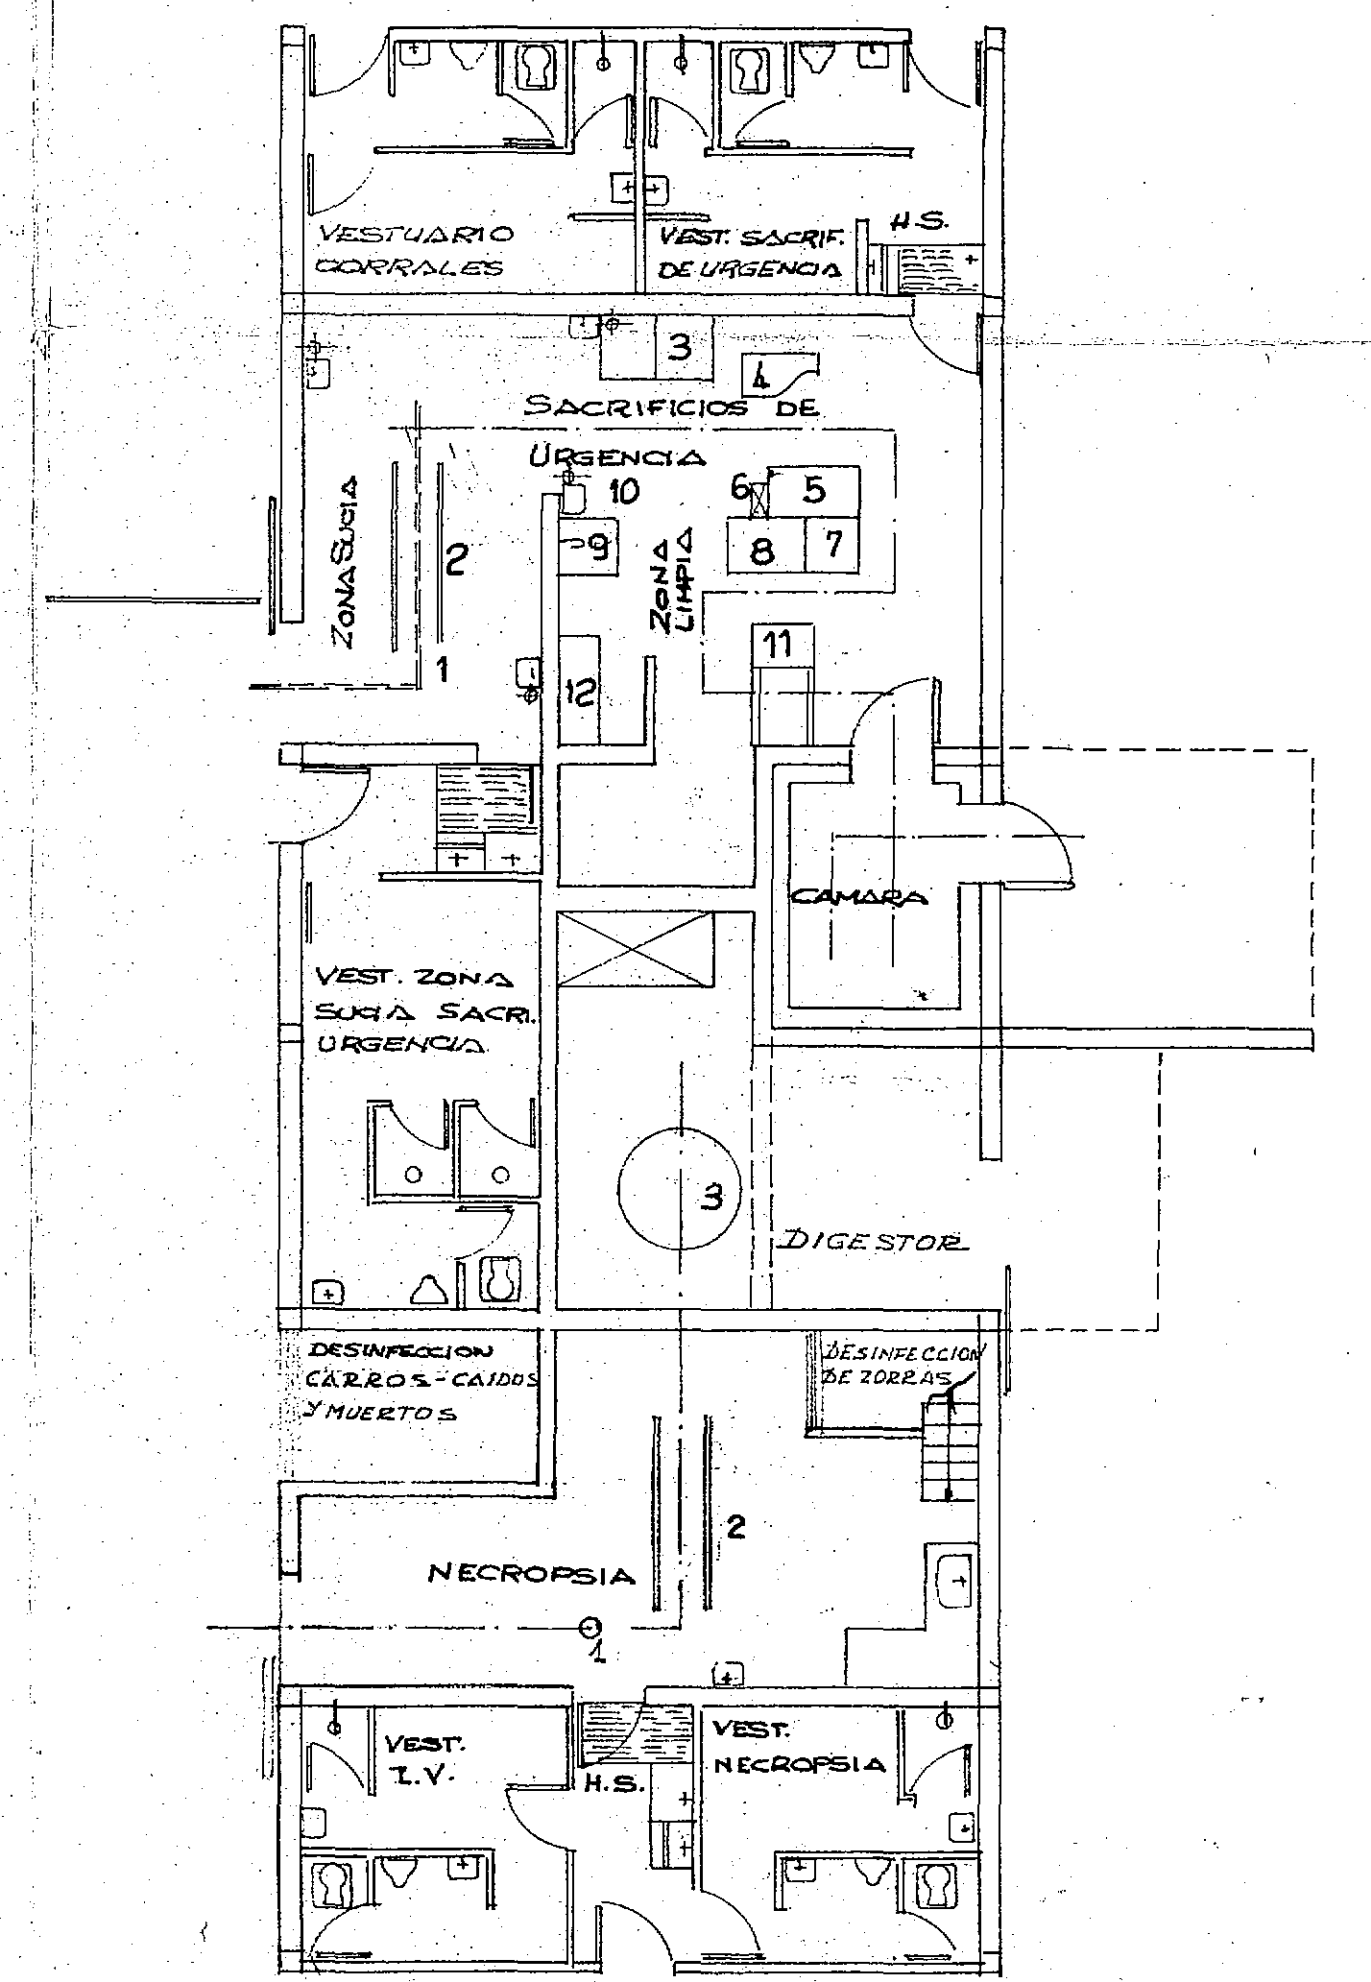 VESTUARIO
CORRALES
VEST. SACRIF.
DE URGENCIA
H.S.
3
4
SACRIFICIOS DE
URGENCIA
ZONA SUCIA
2
1
10
9
12
ZONA
LIMPIA
6
5
8
7
11
CAMARA
VEST. ZONA
SUCIA SACRI.
URGENCIA
3
DIGESTOR
DESINFECCION
CARROS-CAIDOS
Y MUERTOS
DESINFECCION
DE ZORRAS
2
NECROPSIA
1
VEST.
I.V.
H.S.
VEST.
NECROPSIA